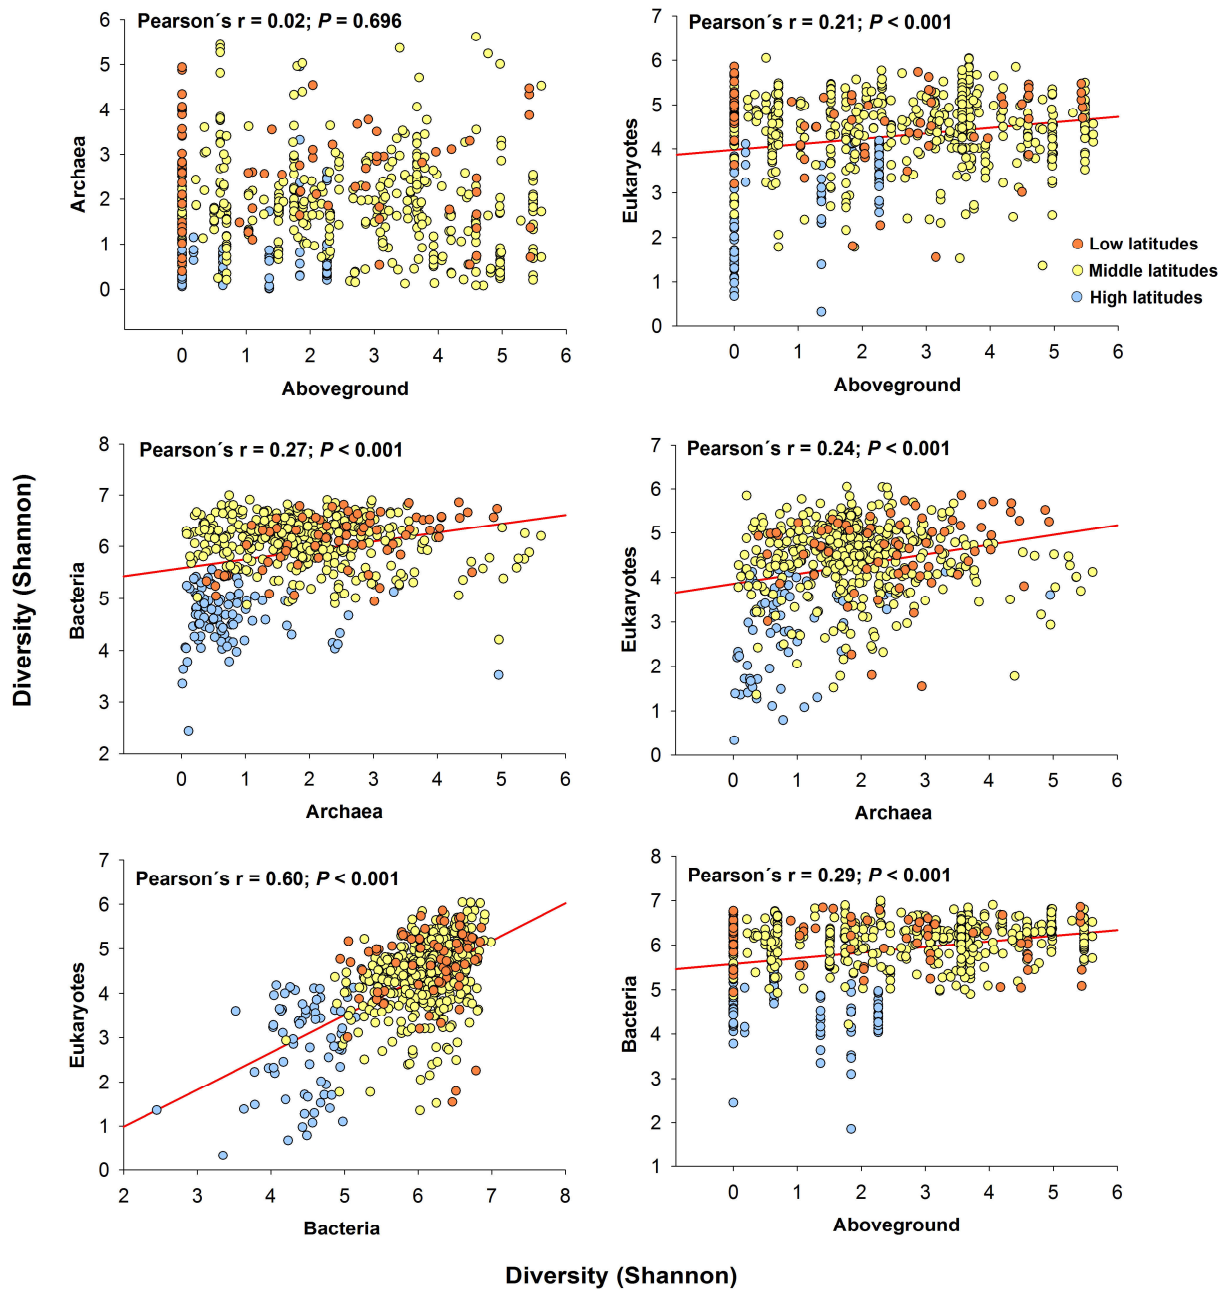 Pearson´s r = 0.02; P = 0.696
6
5
4
3
2
1
0
Archaea
0 1 2 3 4 5 6
Aboveground
Pearson´s r = 0.21; P < 0.001
7
6
5
4
3
2
1
0
Eukaryotes
Low latitudes
Middle latitudes
High latitudes
0 1 2 3 4 5 6
Aboveground
Diversity (Shannon)
Pearson´s r = 0.27; P < 0.001
8
7
6
5
4
3
2
Bacteria
0 1 2 3 4 5 6
Archaea
Pearson´s r = 0.24; P < 0.001
7
6
5
4
3
2
1
0
Eukaryotes
0 1 2 3 4 5 6
Archaea
Pearson´s r = 0.60; P < 0.001
7
6
5
4
3
2
1
0
Eukaryotes
2 3 4 5 6 7 8
Bacteria
Pearson´s r = 0.29; P < 0.001
8
7
6
5
4
3
2
1
Bacteria
0 1 2 3 4 5 6
Aboveground
Diversity (Shannon)